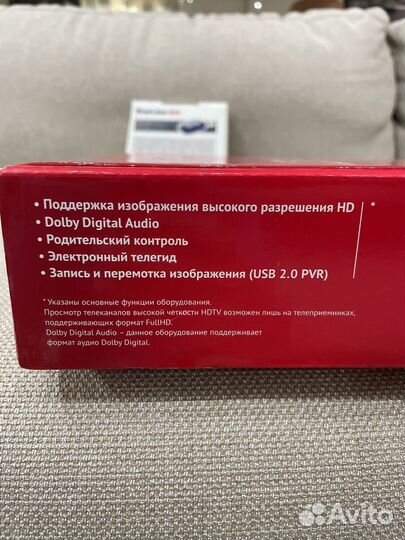 • Поддержка изображения высокого разрешения HD *
• Dolby Digital Audio
• Родительский контроль
• Электронный телегид
• Запись и перемотка изображения (USB 2.0 PVR)
* Указаны основные функции оборудования.
Просмотр телеканалов высокой четкости HDTV возможен лишь на телеприемниках,
поддерживающих формат FullHD.
Dolby Digital Audio – данное оборудование поддерживает
формат аудио Dolby Digital.
Avito